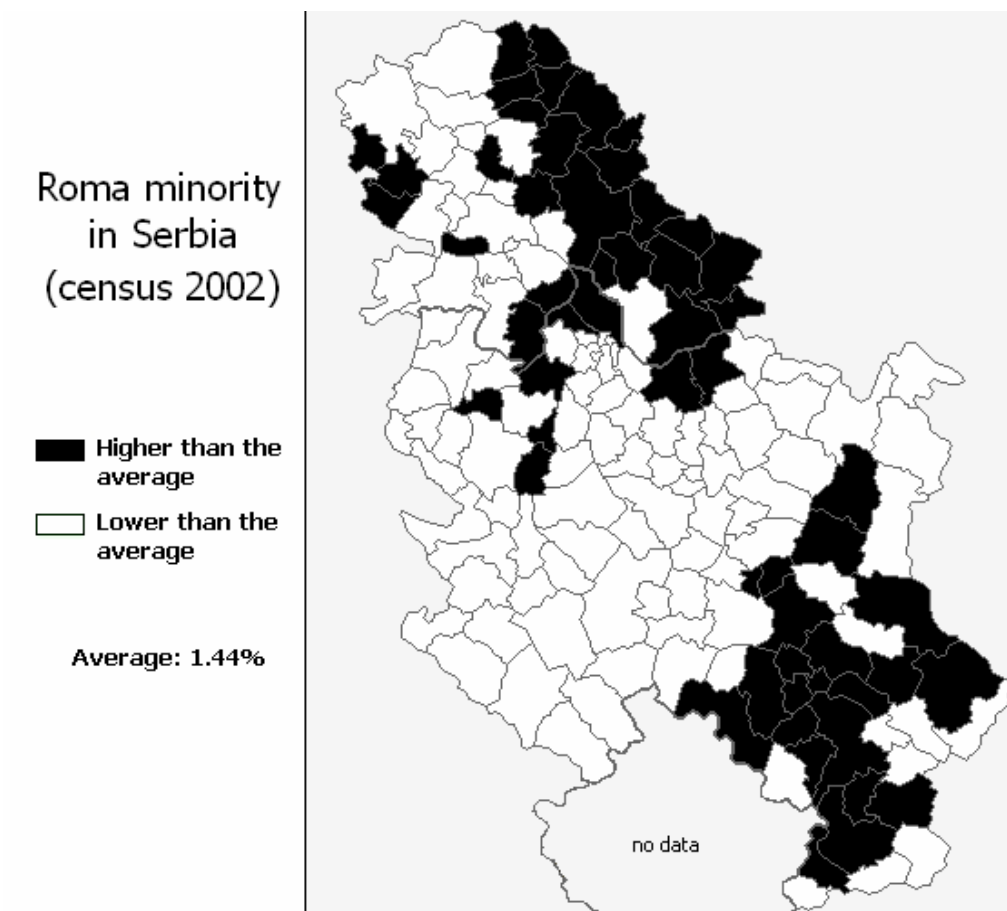 Roma minority
in Serbia
(census 2002)
Higher than the
average
Lower than the
average
Average: 1.44%
no data